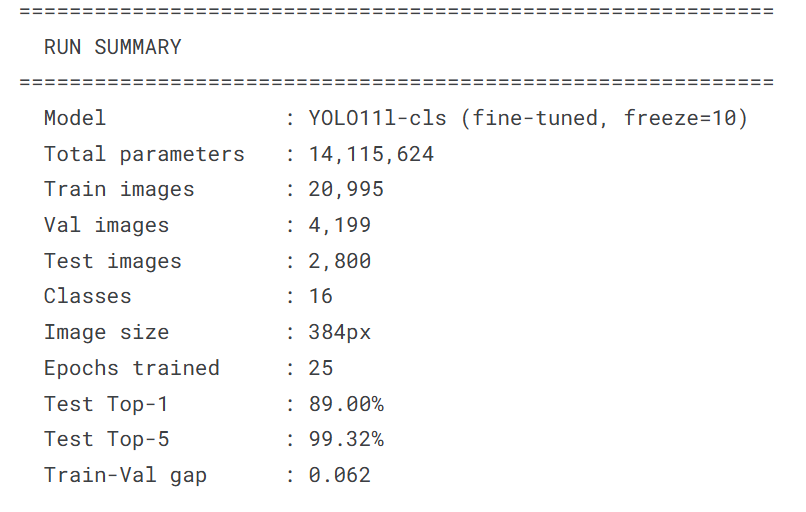 ============================================================
RUN SUMMARY
============================================================
Model : YOLO11l-cls (fine-tuned, freeze=10)
Total parameters : 14,115,624
Train images : 20,995
Val images : 4,199
Test images : 2,800
Classes : 16
Image size : 384px
Epochs trained : 25
Test Top-1 : 89.00%
Test Top-5 : 99.32%
Train-Val gap : 0.062